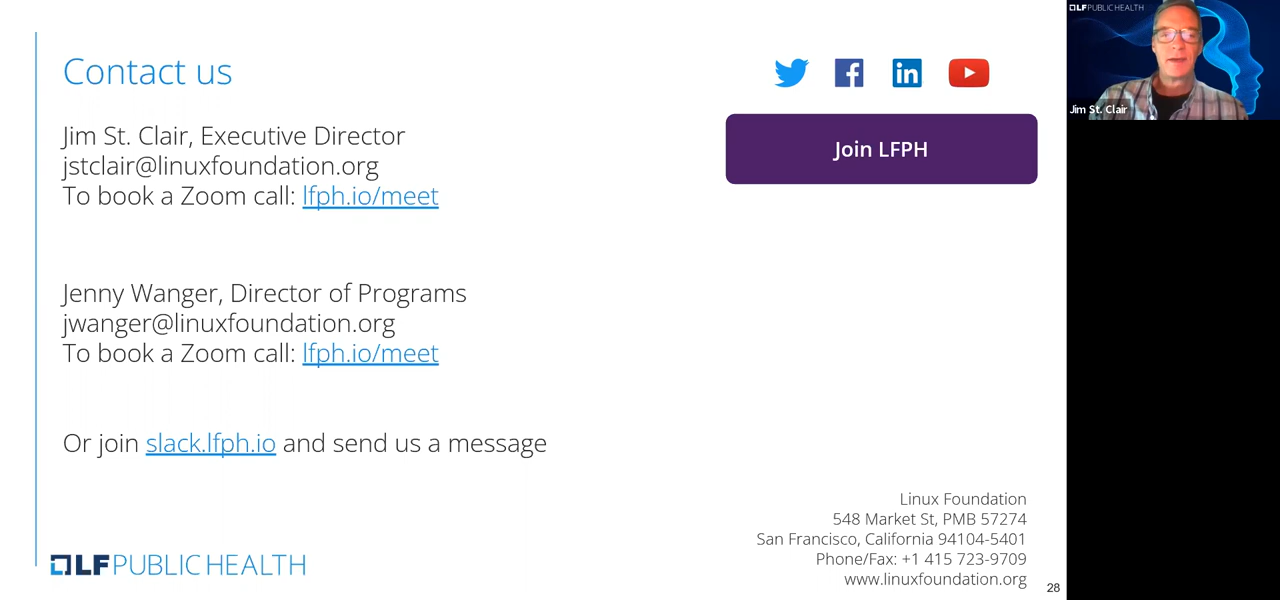 Contact us
Jim St. Clair, Executive Director
jstclair@linuxfoundation.org
To book a Zoom call: lfph.io/meet
Jenny Wanger, Director of Programs
jwanger@linuxfoundation.org
To book a Zoom call: lfph.io/meet
Or join slack.lfph.io and send us a message
LF PUBLIC HEALTH
Join LFPH
Linux Foundation
548 Market St, PMB 57274
San Francisco, California 94104-5401
Phone/Fax: +1 415 723-9709
www.linuxfoundation.org
28
LF PUBLIC HEALTH
Jim St. Clair